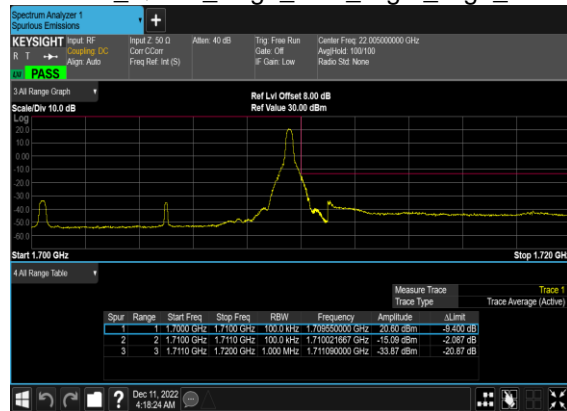 Spectrum Analyzer 1
Spurious Emissions
+
KEYSIGHT
R T
Input: RF
Coupling: DC
Align: Auto
Input Z: 50 Ω
Corr CCorr
Freq Ref: Int (S)
Atten: 40 dB
Trig: Free Run
Gate: Off
IF Gain: Low
Center Freq: 22.005000000 GHz
Avg|Hold: 100/100
Radio Std: None
PASS
3 All Range Graph
Scale/Div 10.0 dB
Ref Lvl Offset 8.00 dB
Ref Value 30.00 dBm
Log
20.0
10.0
0.00
-10.0
-20.0
-30.0
-40.0
-50.0
-60.0
Start 1.700 GHz
Stop 1.720 GHz
4 All Range Table
Measure Trace Trace 1
Trace Type Trace Average (Active)
Spur Range Start Freq Stop Freq RBW Frequency Amplitude ΔLimit
1 1 1.7000 GHz 1.7100 GHz 100.0 kHz 1.709550000 GHz 20.60 dBm -9.400 dB
2 2 1.7100 GHz 1.7110 GHz 100.0 kHz 1.710021667 GHz -15.09 dBm -2.087 dB
3 3 1.7110 GHz 1.7200 GHz 1.000 MHz 1.711090000 GHz -33.87 dBm -20.87 dB
?
Dec 11, 2022
4:18:24 AM